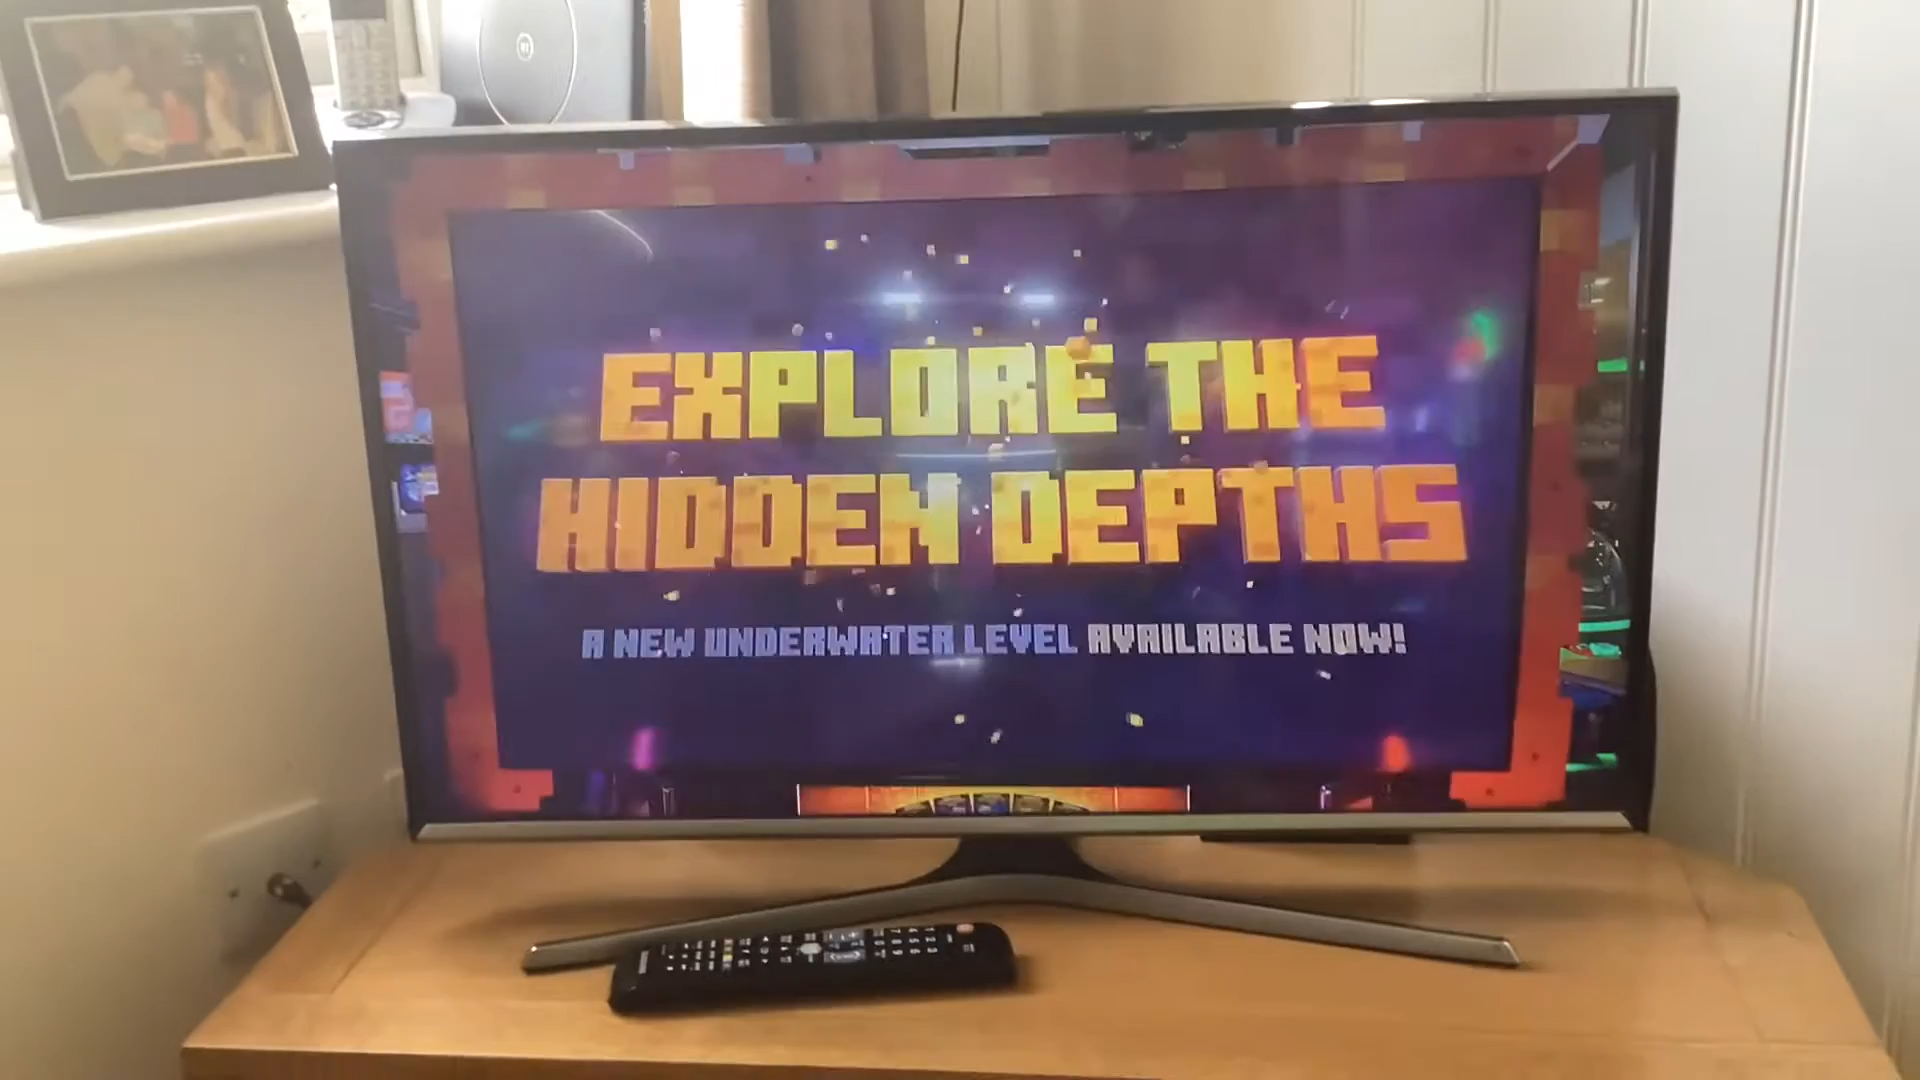 EXPLORE THE
HIDDEN DEPTHS
A NEW UNDERWATER LEVEL AVAILABLE NOW!